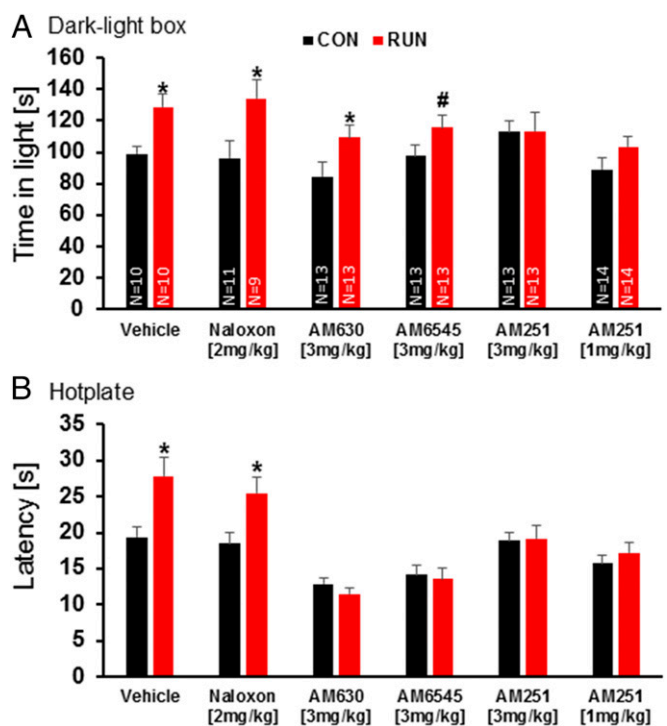 A Dark-light box
CON RUN
Time in light [s]
160
140
120
100
80
60
40
20
0
* * * #
N=10 N=10 N=11 N=9 N=13 N=13 N=13 N=13 N=13 N=13 N=14 N=14
Vehicle Naloxon AM630 AM6545 AM251 AM251
[2mg/kg] [3mg/kg] [3mg/kg] [3mg/kg] [1mg/kg]
B Hotplate
Latency [s]
35
30
25
20
15
10
5
0
* *
Vehicle Naloxon AM630 AM6545 AM251 AM251
[2mg/kg] [3mg/kg] [3mg/kg] [3mg/kg] [1mg/kg]